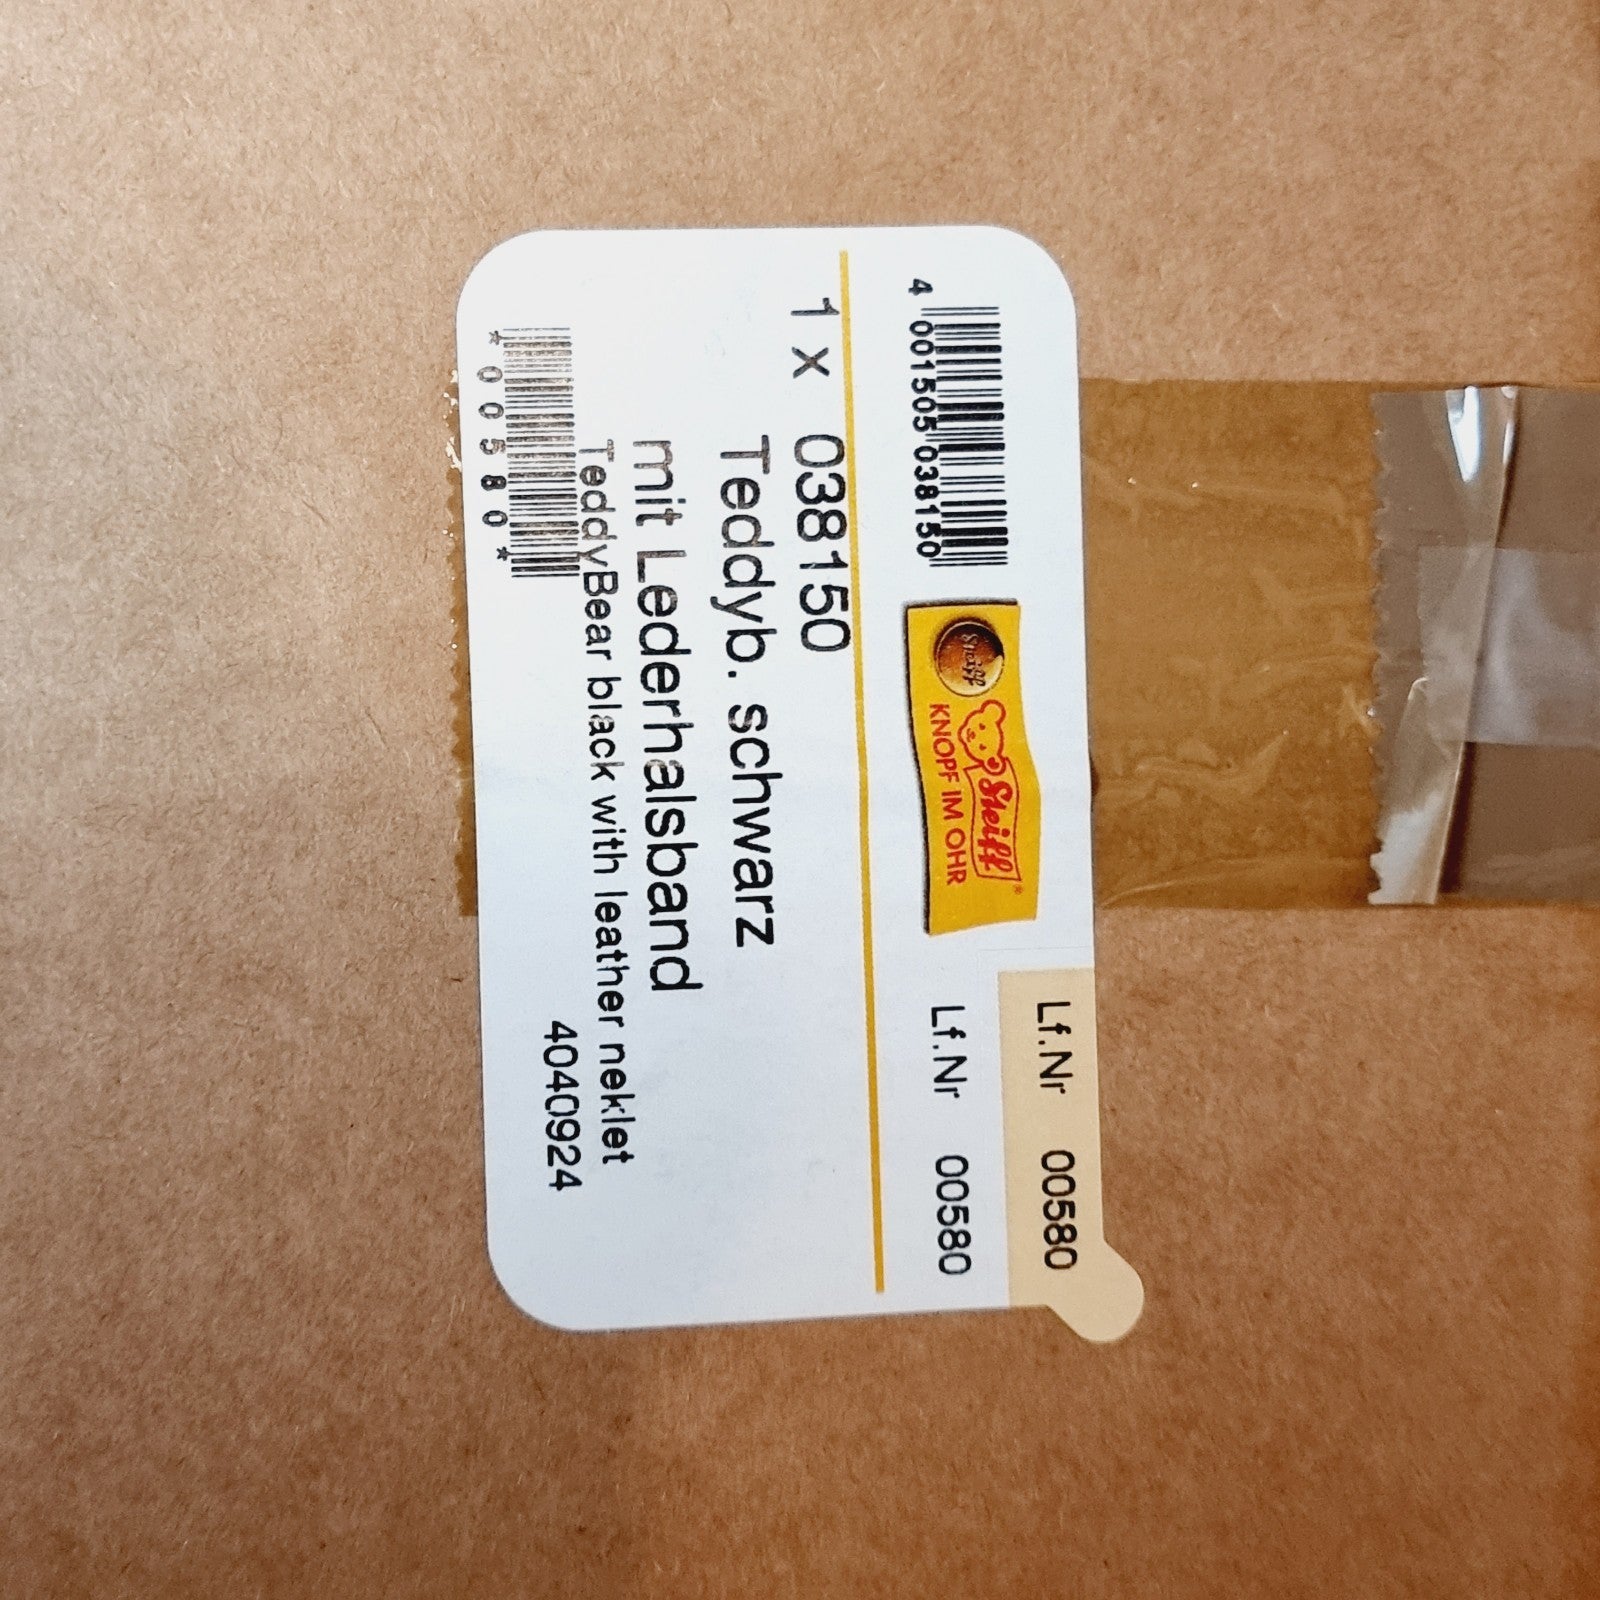 4 001505 038150
Steiff
Steiff
KNOPF IM OHR
Lf.Nr 00580
Lf.Nr 00580
1 x 038150
Teddyb. schwarz
mit Lederhalsband
TeddyBear black with leather neklet
*00580*
4040924